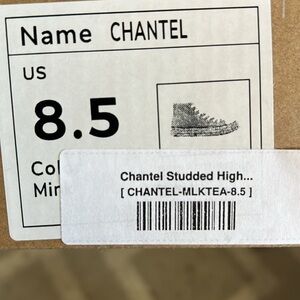 Name CHANTEL
US
8.5
Chantel Studded High...
[ CHANTEL-MLKTEA-8.5 ]